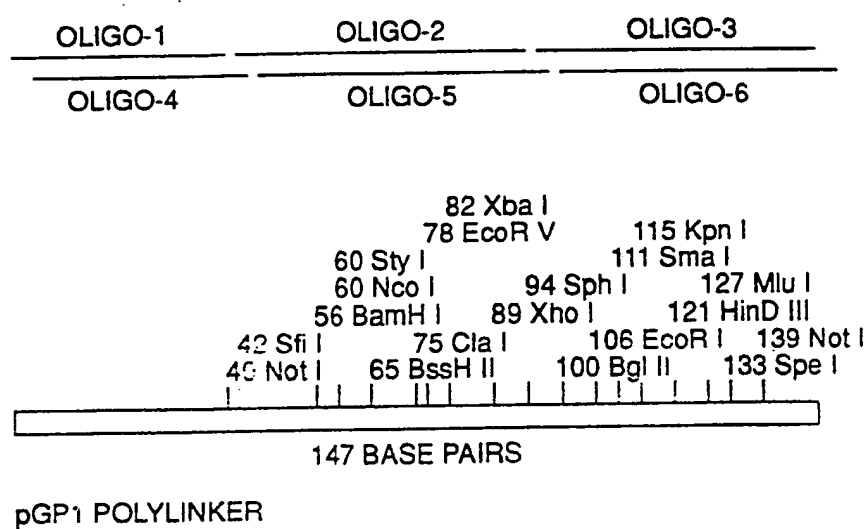 OLIGO-1 OLIGO-2 OLIGO-3
OLIGO-4 OLIGO-5 OLIGO-6
82 Xba I
78 EcoR V 115 Kpn I
60 Sty I 111 Sma I
60 Nco I 94 Sph I 127 Mlu I
56 BamH I 89 Xho I 121 HinD III
42 Sfi I 75 Cla I 106 EcoR I 139 Not I
Not I 65 BssH II 100 Bgl II 133 Spe I
147 BASE PAIRS
pGP1 POLYLINKER